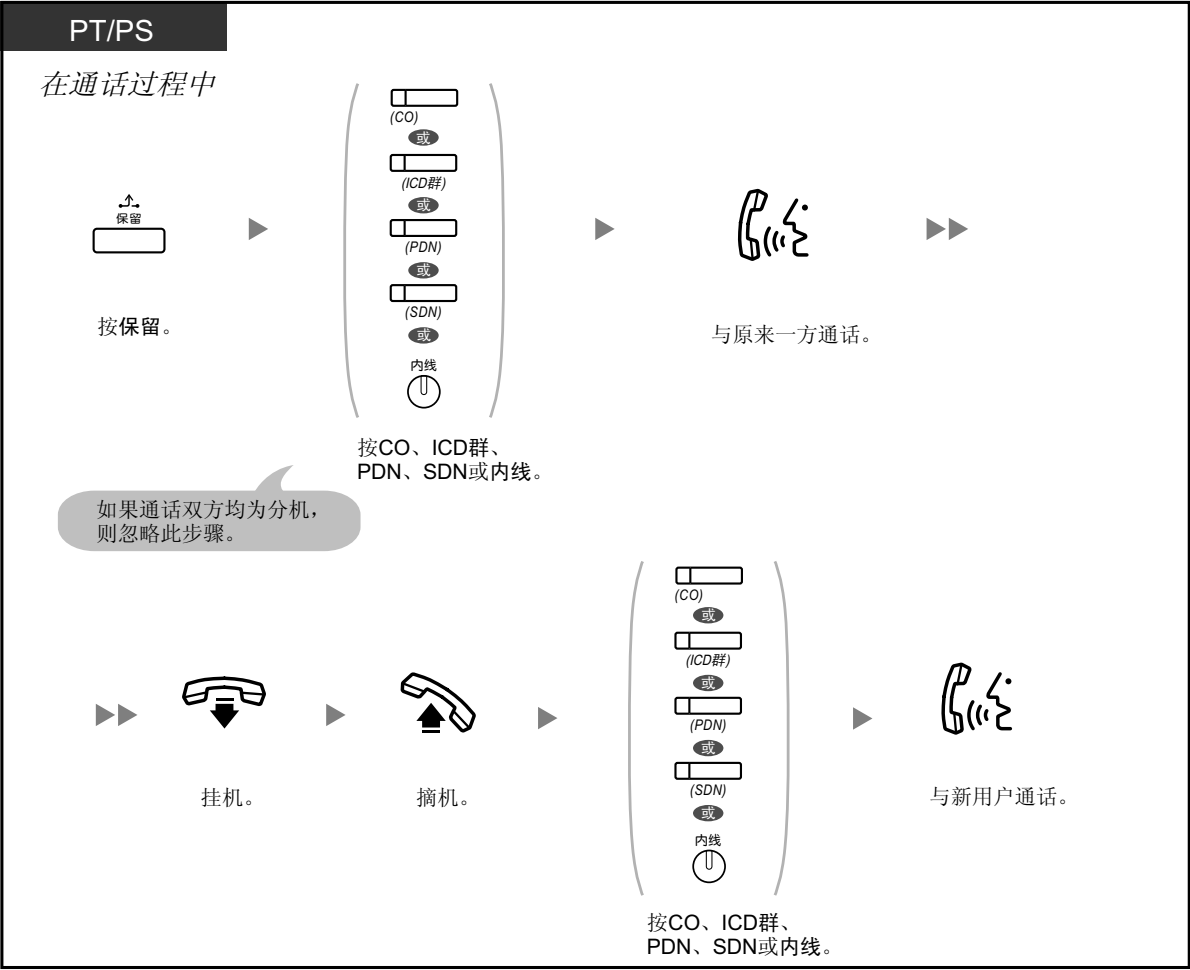 PT/PS
在通话过程中
保留
按保留。
(CO)
或
(ICD群)
或
(PDN)
或
(SDN)
或
内线
按CO、ICD群、
PDN、SDN或内线。
与原来一方通话。
如果通话双方均为分机，
则忽略此步骤。
挂机。
摘机。
(CO)
或
(ICD群)
或
(PDN)
或
(SDN)
或
内线
按CO、ICD群、
PDN、SDN或内线。
与新用户通话。